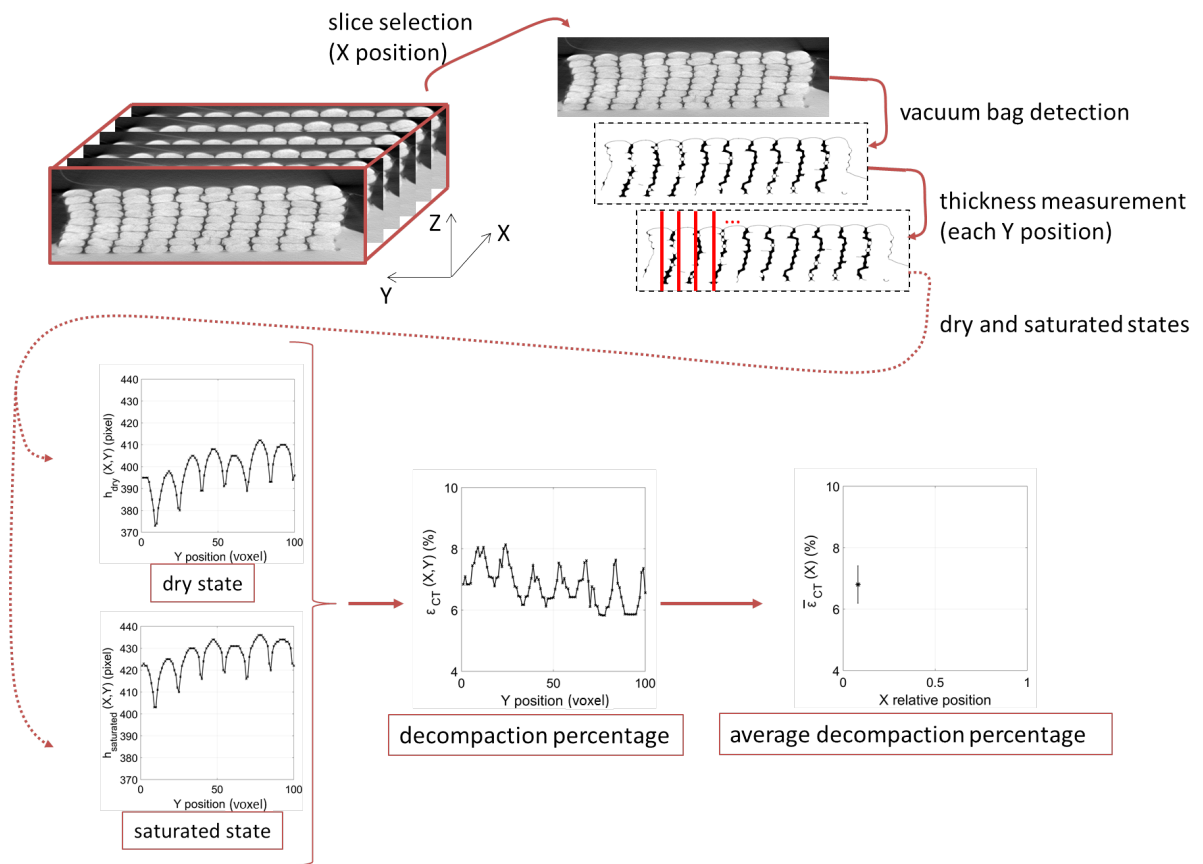 slice selection
(X position)
vacuum bag detection
Z
X
Y
thickness measurement
(each Y position)
...
dry and saturated states
440
430
420
410
400
390
380
370
h_dry (X,Y) (pixel)
0
50
100
Y position (voxel)
dry state
440
430
420
410
400
390
380
370
h_saturated (X,Y) (pixel)
0
50
100
Y position (voxel)
saturated state
10
8
6
4
ε_CT (X,Y) (%)
0
50
100
Y position (voxel)
decompaction percentage
10
8
6
4
ε̅_CT (X) (%)
0
0.5
1
X relative position
average decompaction percentage